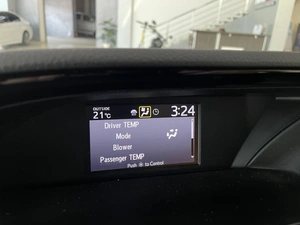 OUTSIDE
21°C 3:24
Driver TEMP
Mode
Blower
Passenger TEMP
Push to Control